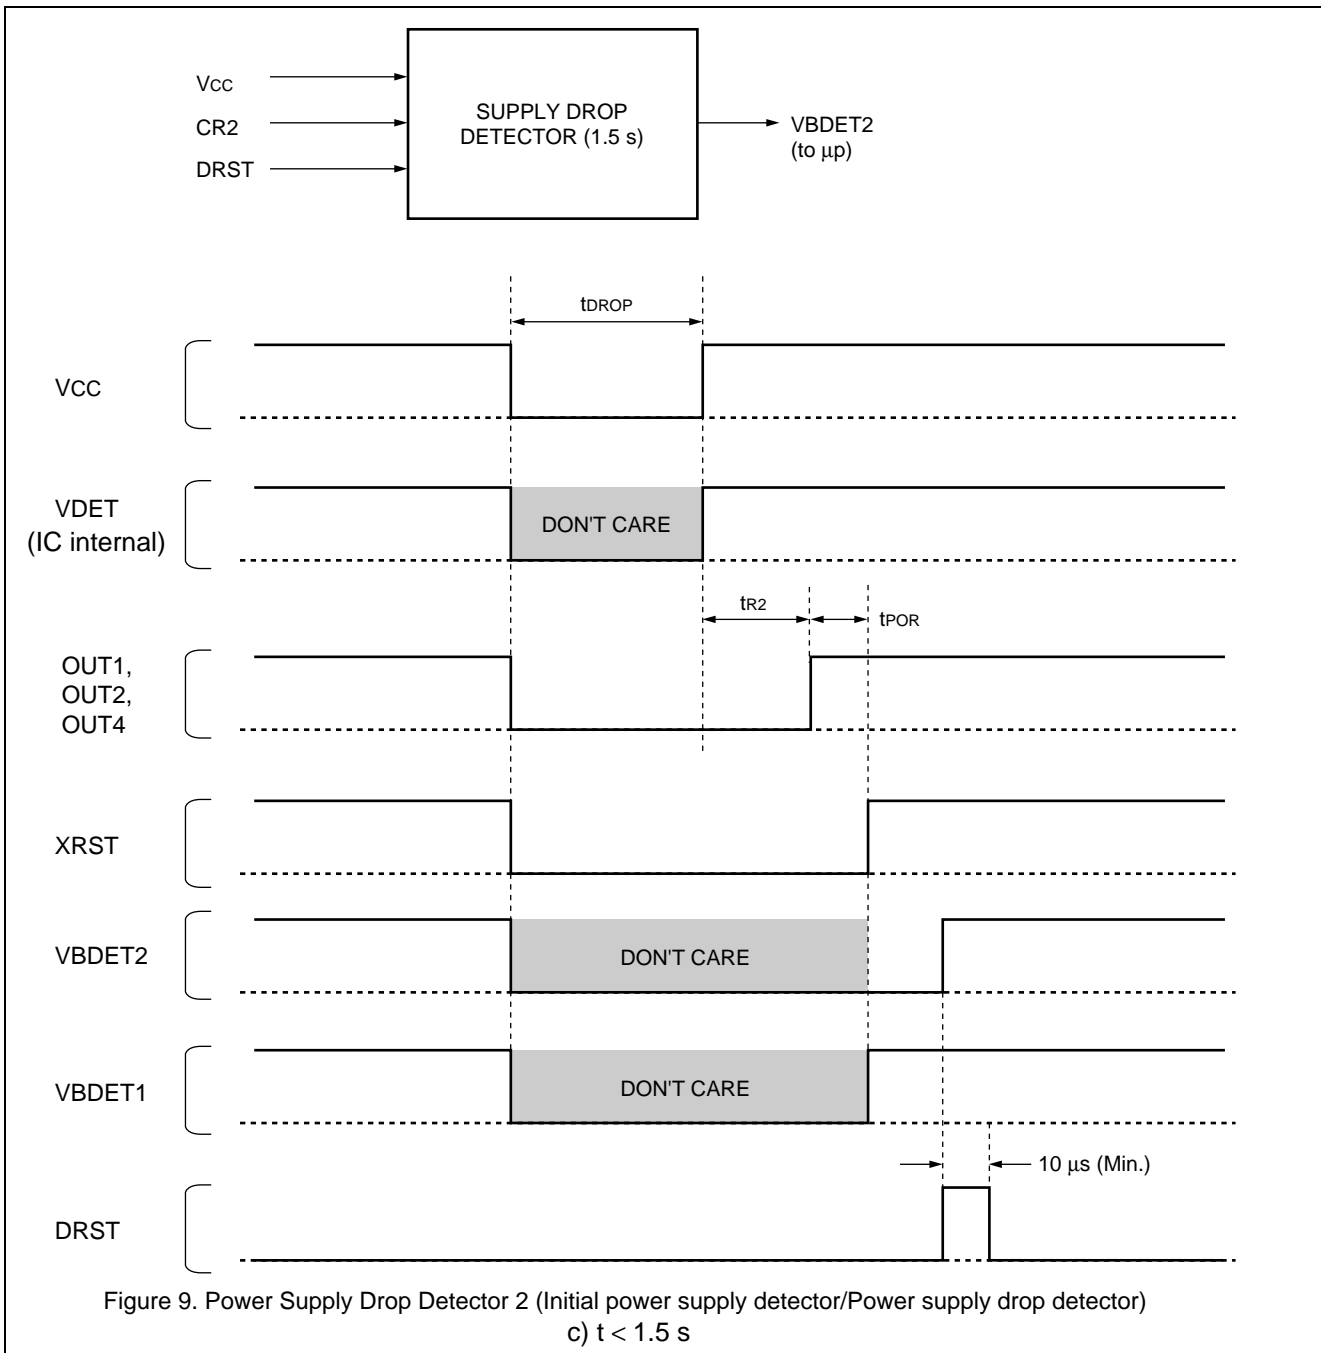 VCC
CR2
DRST
SUPPLY DROP
DETECTOR (1.5 s)
VBDET2
(to μp)
tDROP
VCC
VDET
(IC internal)
DON'T CARE
tR2
tPOR
OUT1,
OUT2,
OUT4
XRST
VBDET2
DON'T CARE
VBDET1
DON'T CARE
10 μs (Min.)
DRST
Figure 9. Power Supply Drop Detector 2 (Initial power supply detector/Power supply drop detector)
c) t < 1.5 s